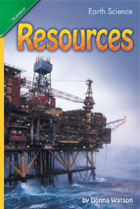 Science
Earth Science
Resources
by Donna Watson